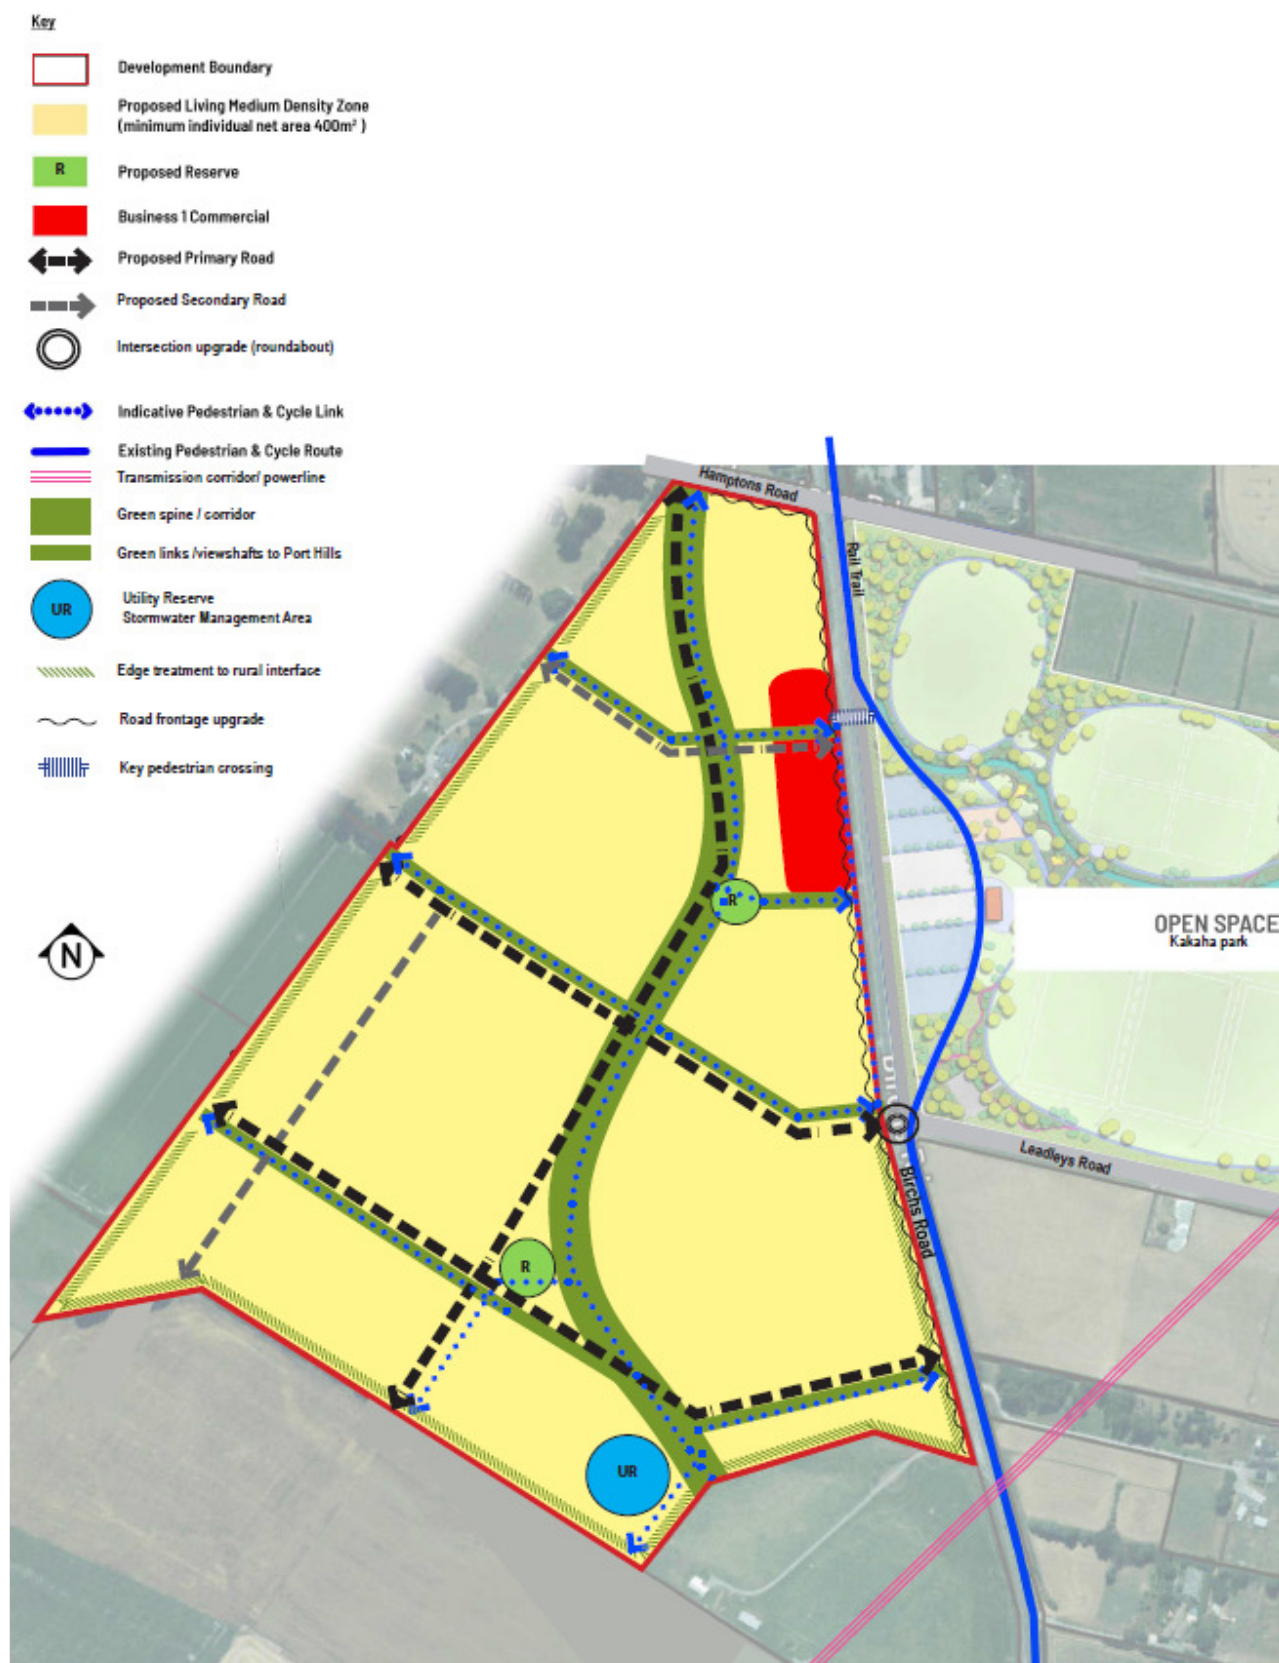 Key
Development Boundary
Proposed Living Medium Density Zone
(minimum individual net area 400m² )
R
Proposed Reserve
Business 1 Commercial
Proposed Primary Road
Proposed Secondary Road
Intersection upgrade (roundabout)
Indicative Pedestrian & Cycle Link
Existing Pedestrian & Cycle Route
Transmission corridor/ powerline
Green spine / corridor
Green links /viewshafts to Port Hills
UR
Utility Reserve
Stormwater Management Area
Edge treatment to rural interface
Road frontage upgrade
Key pedestrian crossing
Hamptons Road
Rail Trail
R
OPEN SPACE
Kakaha park
N
Leadleys Road
Birchs Road
R
UR